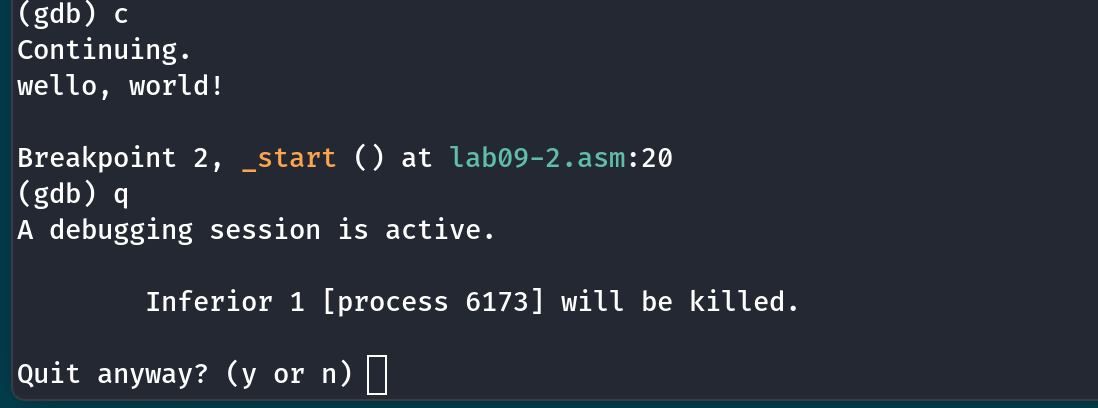 (gdb) c
Continuing.
wello, world!
Breakpoint 2, _start () at lab09-2.asm:20
(gdb) q
A debugging session is active.
Inferior 1 [process 6173] will be killed.
Quit anyway? (y or n)